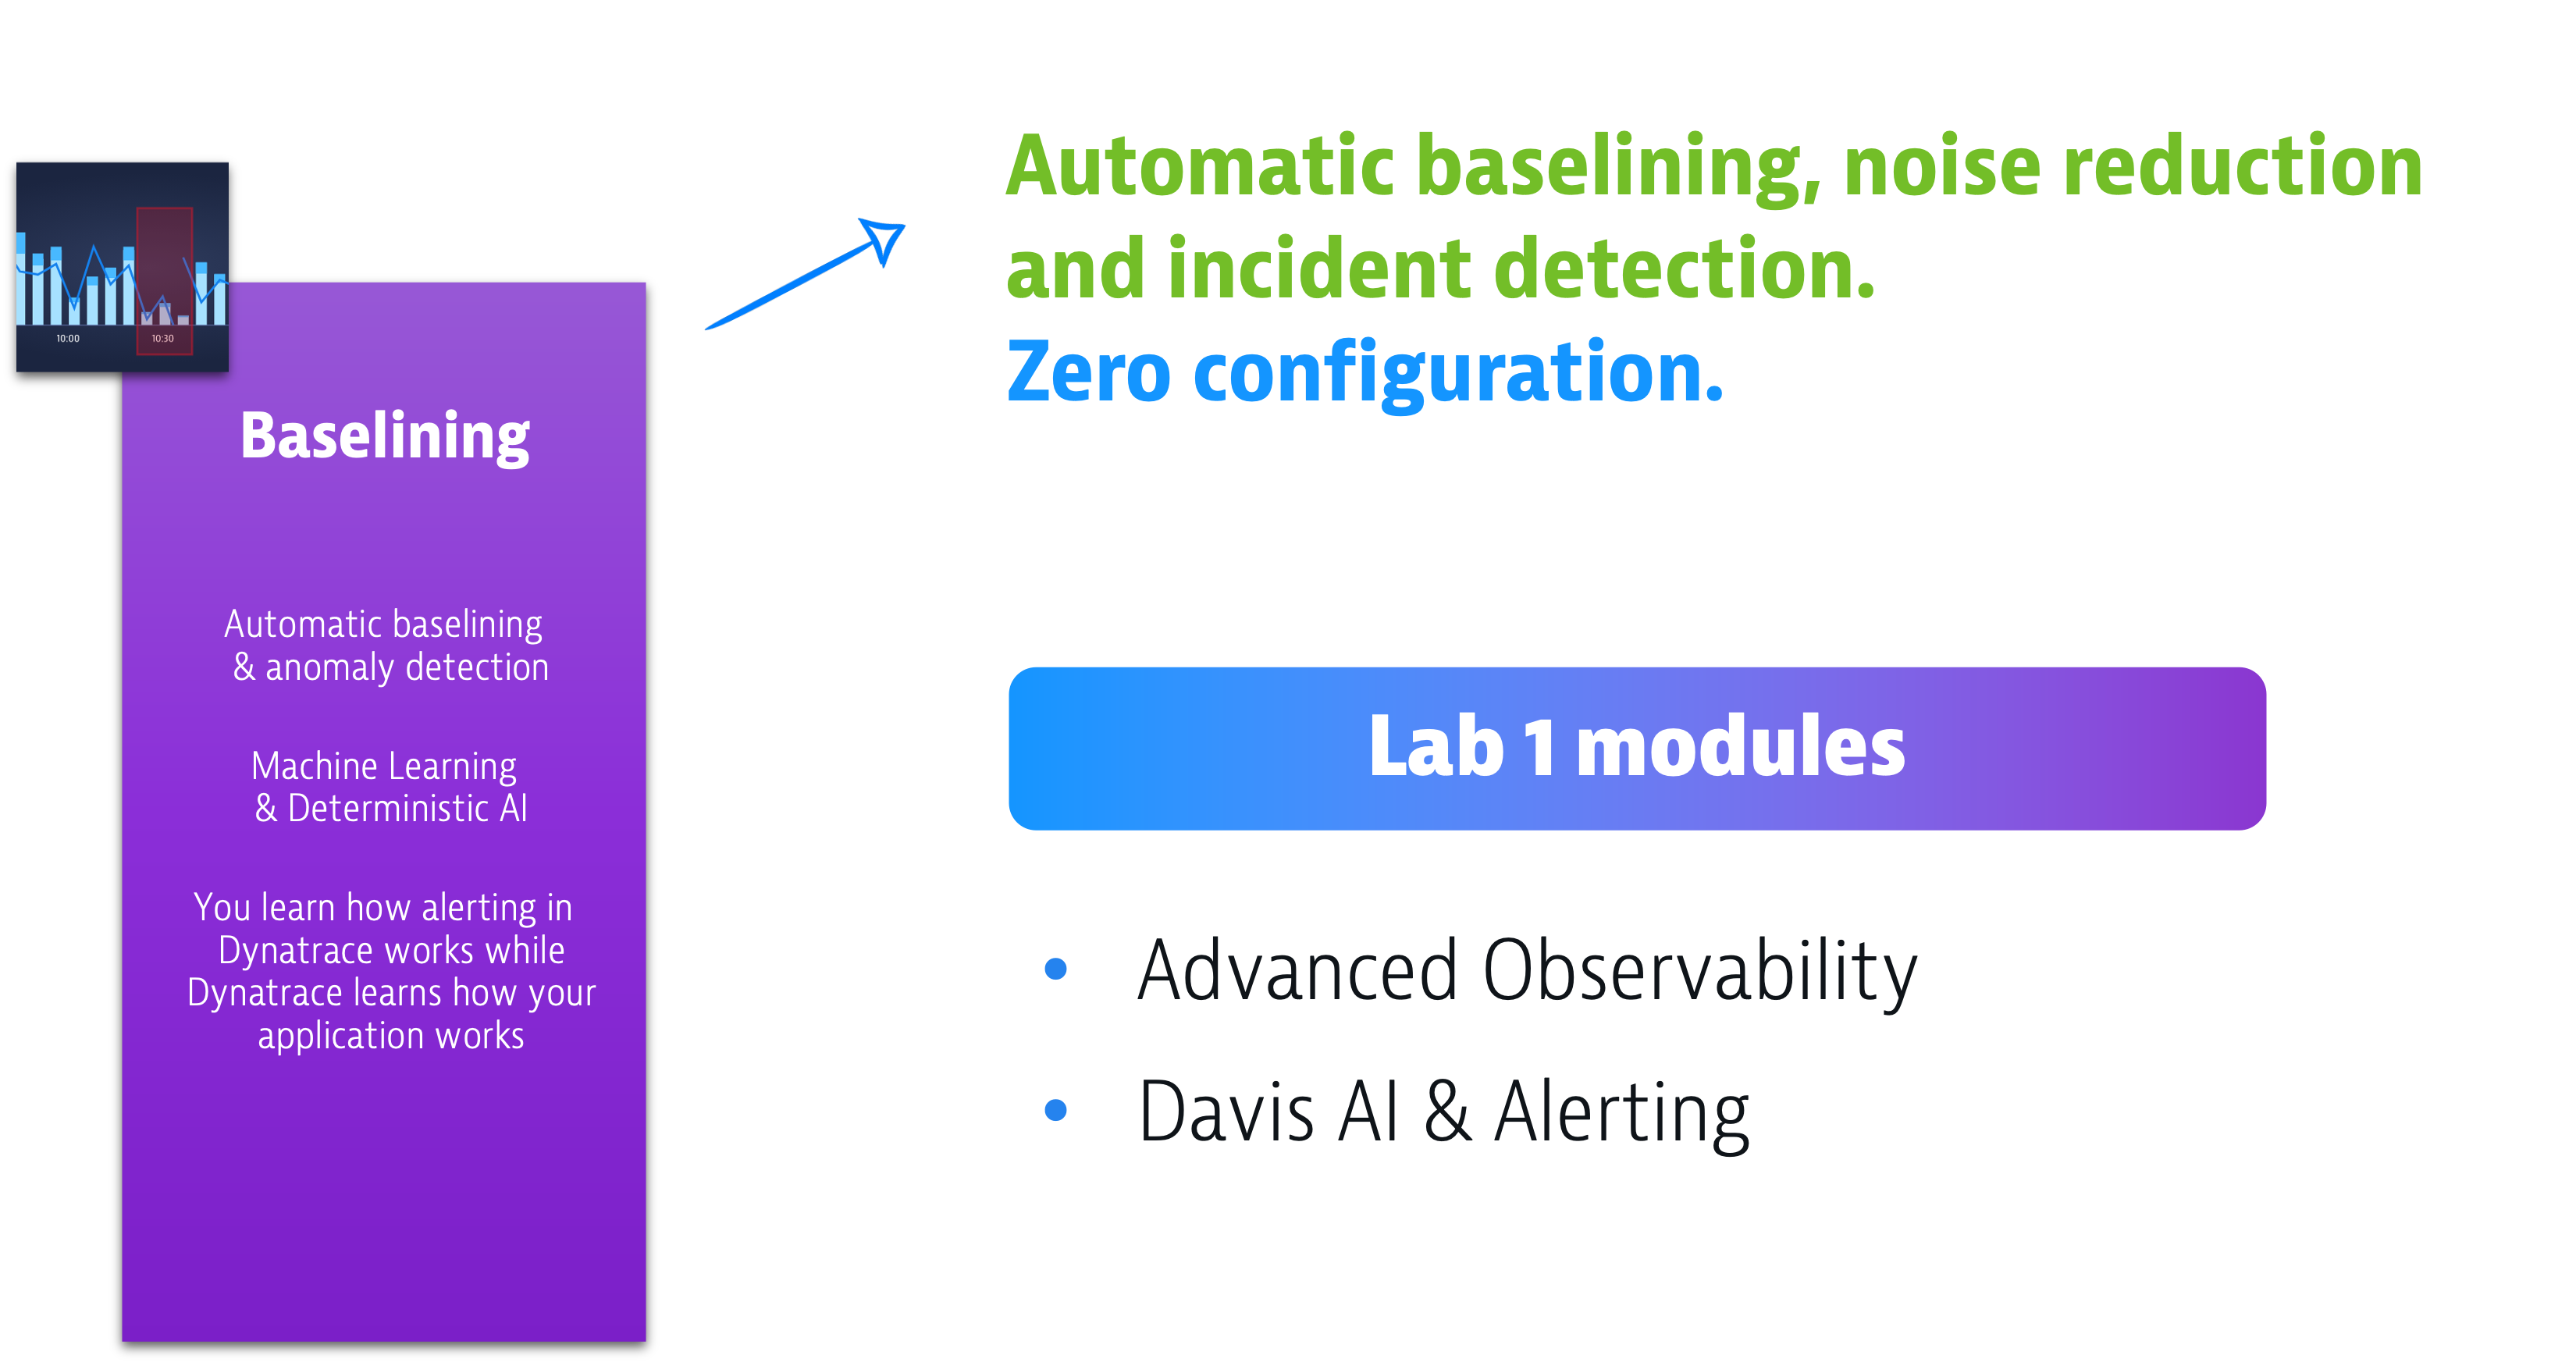 10:00
10:30
Baselining
Automatic baselining
& anomaly detection
Machine Learning
& Deterministic AI
You learn how alerting in
Dynatrace works while
Dynatrace learns how your
application works
Automatic baselining, noise reduction
and incident detection.
Zero configuration.
Lab 1 modules
• Advanced Observability
• Davis AI & Alerting